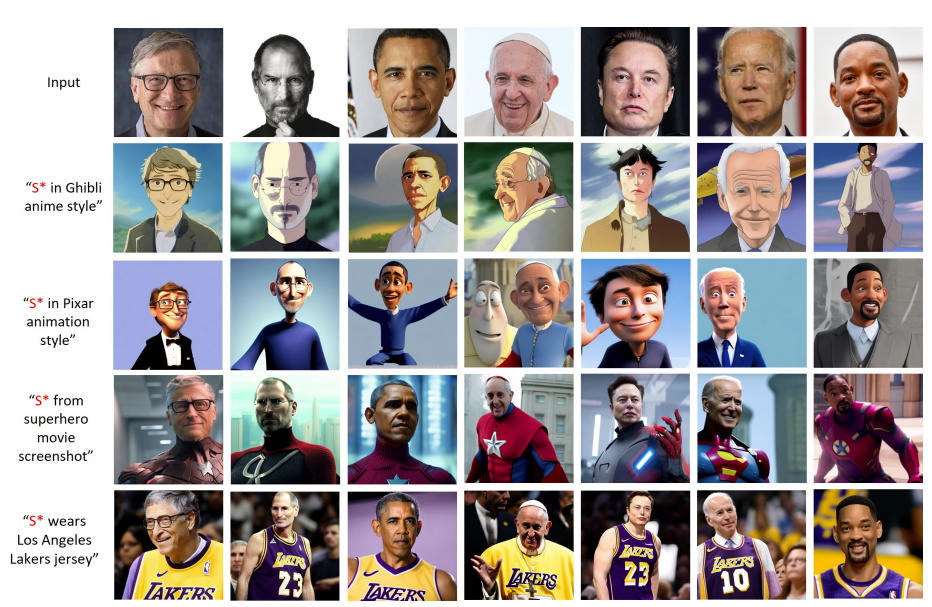 Input
“S* in Ghibli
anime style”
“S* in Pixar
animation
style”
“S* from
superhero
movie
screenshot”
“S* wears
Los Angeles
Lakers jersey”
LAKERS
LAKERS
23
LAKERS
LAKERS
LAKERS
23
LAKERS
10